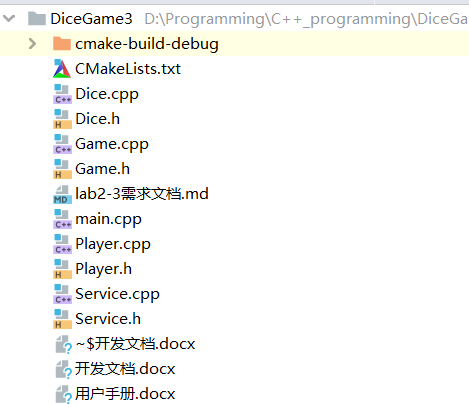 DiceGame3 D:\Programming\C++_programming\DiceGa
cmake-build-debug
CMakeLists.txt
Dice.cpp
Dice.h
Game.cpp
Game.h
lab2-3需求文档.md
main.cpp
Player.cpp
Player.h
Service.cpp
Service.h
~$开发文档.docx
开发文档.docx
用户手册.docx